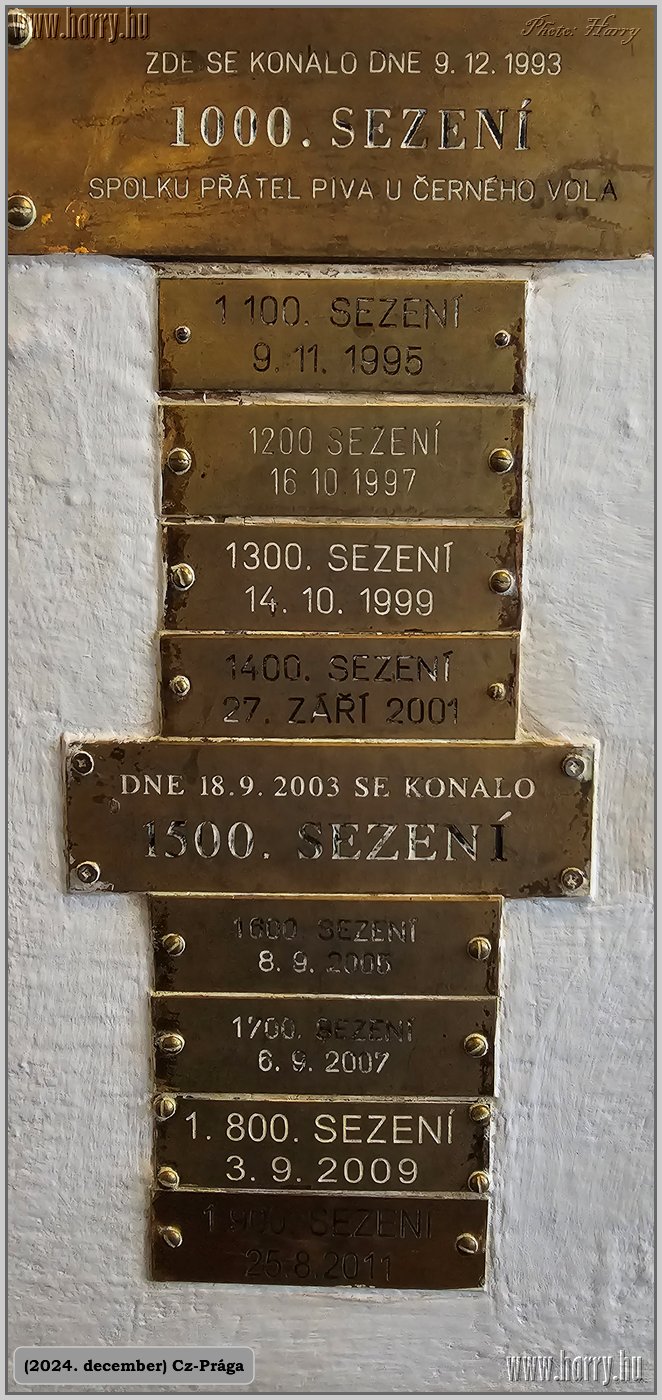 www.horry.hu
Photo: Harry
ZDE SE KONALO DNE 9. 12. 1993
1000. SEZENÍ
SPOLKU PŘÁTEL PIVA U ČERNÉHO VOLA
1 100. SEZENÍ
9. 11. 1995
1200 SEZENÍ
16 10 1997
1300. SEZENÍ
14. 10. 1999
1400. SEZENÍ
27. ZÁŘÍ 2001
DNE 18. 9. 2003 SE KONALO
1500. SEZENÍ
1600. SEZENÍ
8. 9. 2005
1700. SEZENÍ
6. 9. 2007
1. 800. SEZENÍ
3. 9. 2009
1 900. SEZENÍ
25.8.2011
(2024. december) Cz-Prága
www.horry.hu